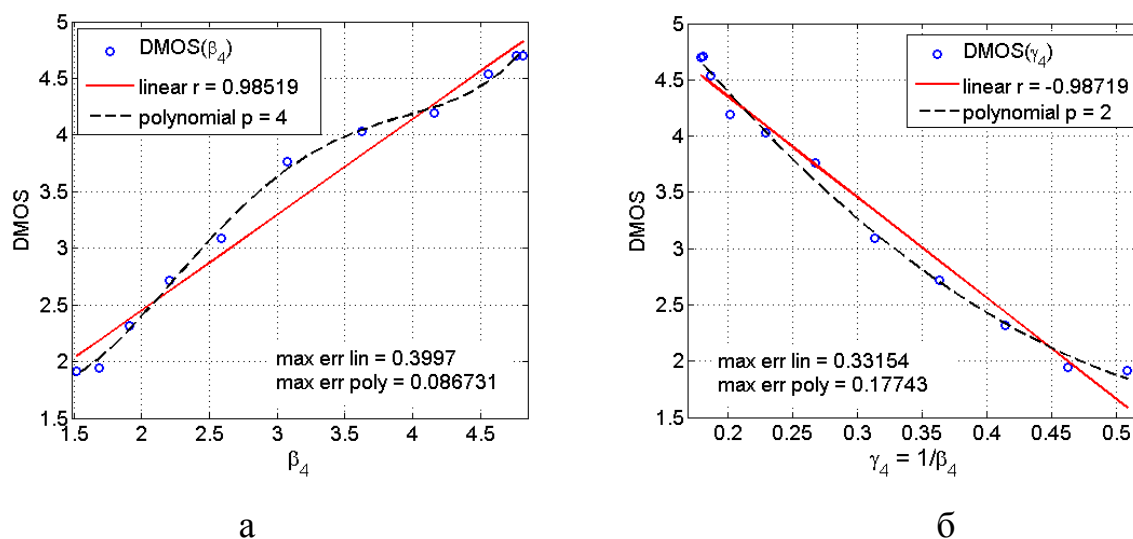 5
4.5
4
3.5
3
2.5
2
1.5
DMOS
DMOS(β₄)
linear r = 0.98519
polynomial p = 4
max err lin = 0.3997
max err poly = 0.086731
1.5 2 2.5 3 3.5 4 4.5
β₄
а
5
4.5
4
3.5
3
2.5
2
1.5
DMOS
DMOS(γ₄)
linear r = -0.98719
polynomial p = 2
max err lin = 0.33154
max err poly = 0.17743
0.2 0.25 0.3 0.35 0.4 0.45 0.5
γ₄ = 1/β₄
б